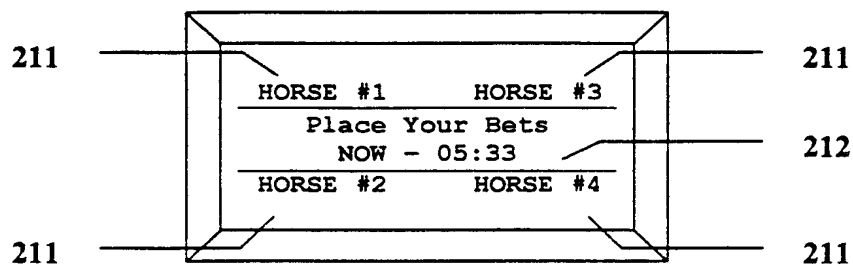 211 211
HORSE #1 HORSE #3
Place Your Bets
NOW - 05:33
212
HORSE #2 HORSE #4
211 211